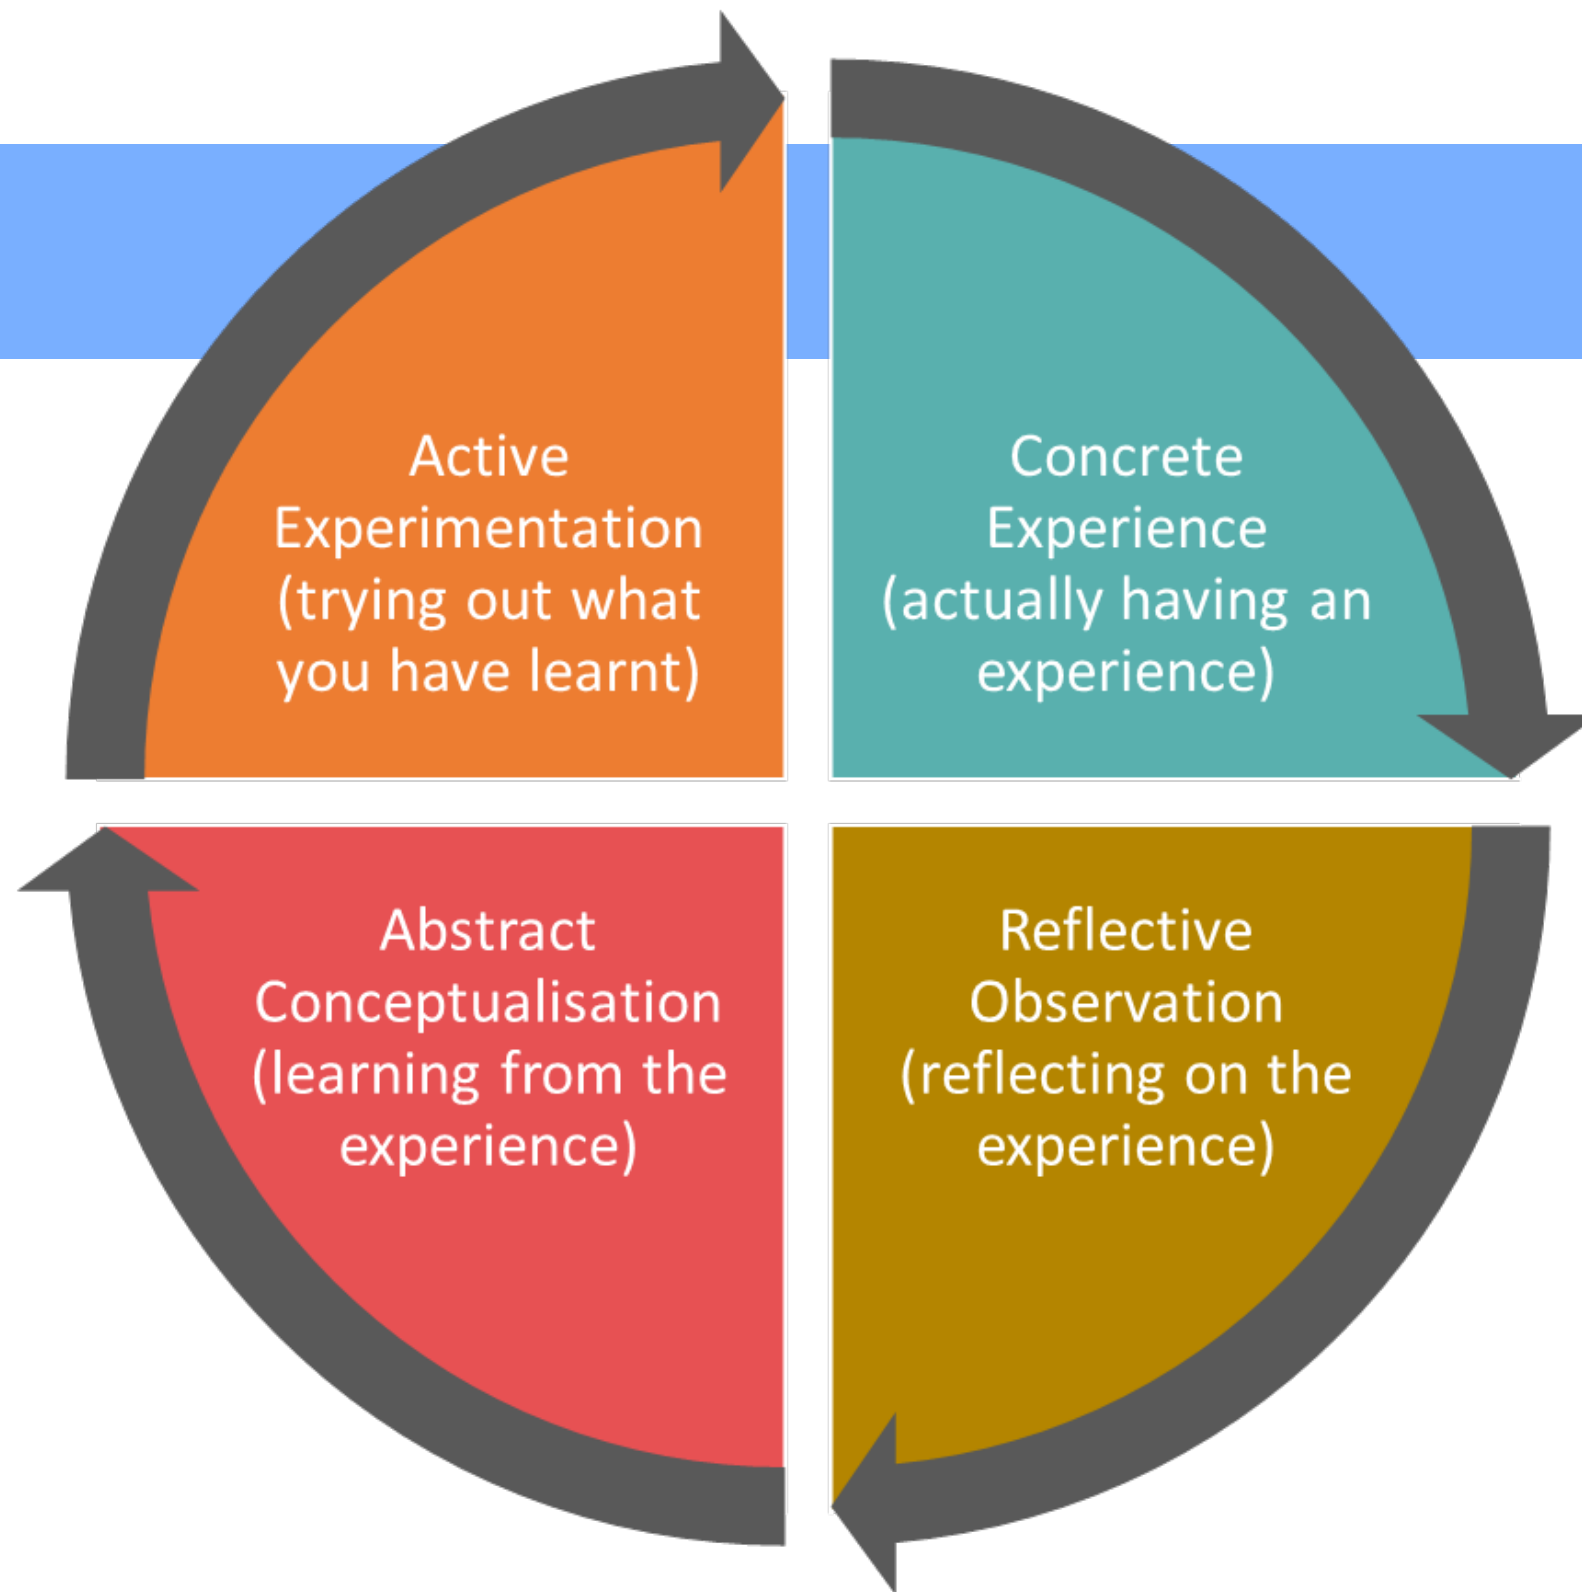 Active
Experimentation
(trying out what
you have learnt)
Concrete
Experience
(actually having an
experience)
Abstract
Conceptualisation
(learning from the
experience)
Reflective
Observation
(reflecting on the
experience)